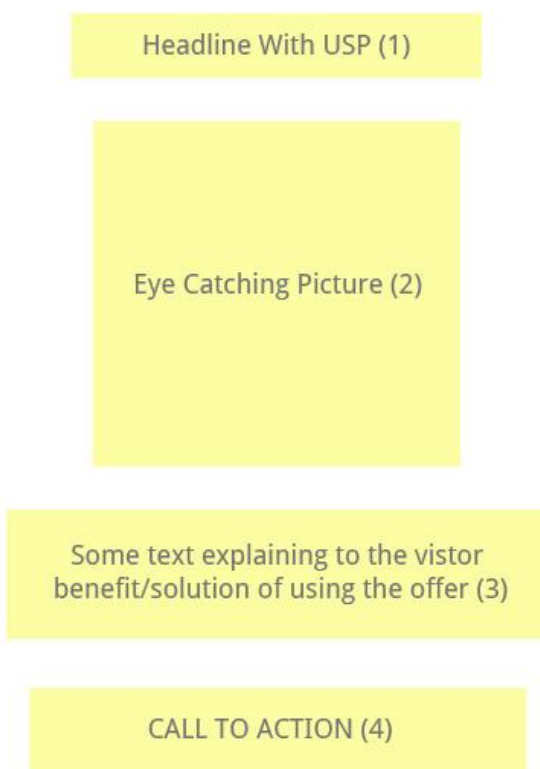 Headline With USP (1)
Eye Catching Picture (2)
Some text explaining to the vistor
benefit/solution of using the offer (3)
CALL TO ACTION (4)